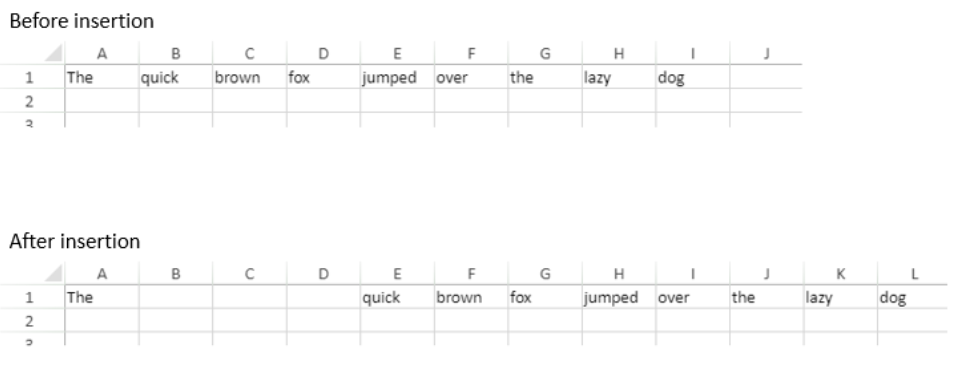 Before insertion
A B C D E F G H I J
1 The quick brown fox jumped over the lazy dog
2
3
After insertion
A B C D E F G H I J K L
1 The quick brown fox jumped over the lazy dog
2